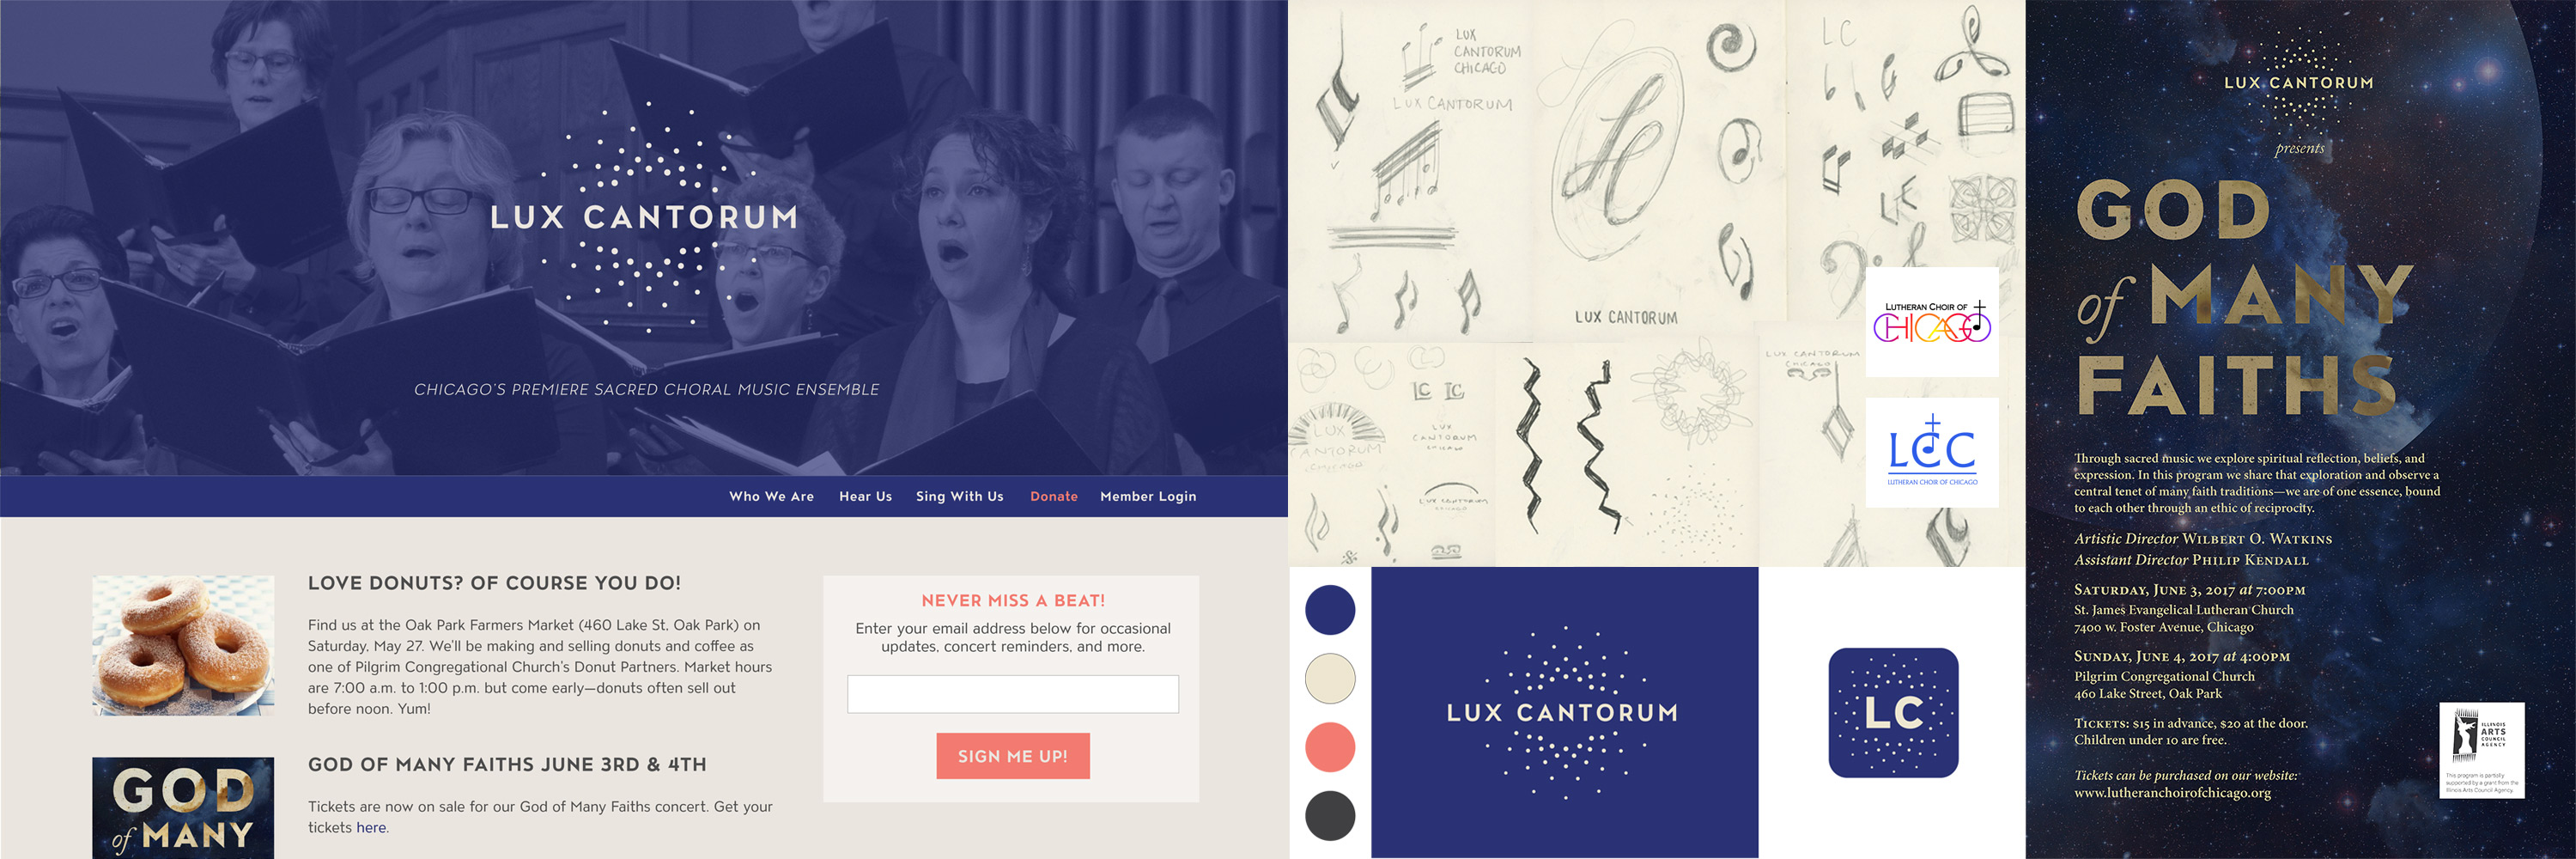 LUX CANTORUM
CHICAGO'S PREMIERE SACRED CHORAL MUSIC ENSEMBLE
Who We Are
Hear Us
Sing With Us
Donate
Member Login
LOVE DONUTS? OF COURSE YOU DO!
Find us at the Oak Park Farmers Market (460 Lake St, Oak Park) on
Saturday, May 27. We'll be making and selling donuts and coffee as
one of Pilgrim Congregational Church's Donut Partners. Market hours
are 7:00 a.m. to 1:00 p.m. but come early—donuts often sell out
before noon. Yum!
GOD
of MANY
GOD OF MANY FAITHS JUNE 3RD & 4TH
Tickets are now on sale for our God of Many Faiths concert. Get your
tickets here.
NEVER MISS A BEAT!
Enter your email address below for occasional
updates, concert reminders, and more.
SIGN ME UP!
LUX
CANTORUM
CHICAGO
LUX CANTORUM
LUX CANTORUM
LC
LUTHERAN CHOIR OF
CHICAGO
LCC
LUTHERAN CHOIR OF CHICAGO
LC LC
LUX
CANTORUM
CHICAGO
LUX
CANTORUM
CHICAGO
LUX CANTORUM
CHICAGO
LUX CANTORUM
CHICAGO
LUX CANTORUM
LC
LUX CANTORUM
presents
GOD
of MANY
FAITHS
Through sacred music we explore spiritual reflection, beliefs, and
expression. In this program we share that exploration and observe a
central tenet of many faith traditions—we are of one essence, bound
to each other through an ethic of reciprocity.
Artistic Director WILBERT O. WATKINS
Assistant Director PHILIP KENDALL
SATURDAY, JUNE 3, 2017 at 7:00PM
St. James Evangelical Lutheran Church
7400 w. Foster Avenue, Chicago
SUNDAY, JUNE 4, 2017 at 4:00PM
Pilgrim Congregational Church
460 Lake Street, Oak Park
TICKETS: $15 in advance, $20 at the door.
Children under 10 are free.
Tickets can be purchased on our website:
www.lutheranchoirofchicago.org
ILLINOIS
ARTS
COUNCIL
AGENCY
This program is partially
supported by a grant from the
Illinois Arts Council Agency.